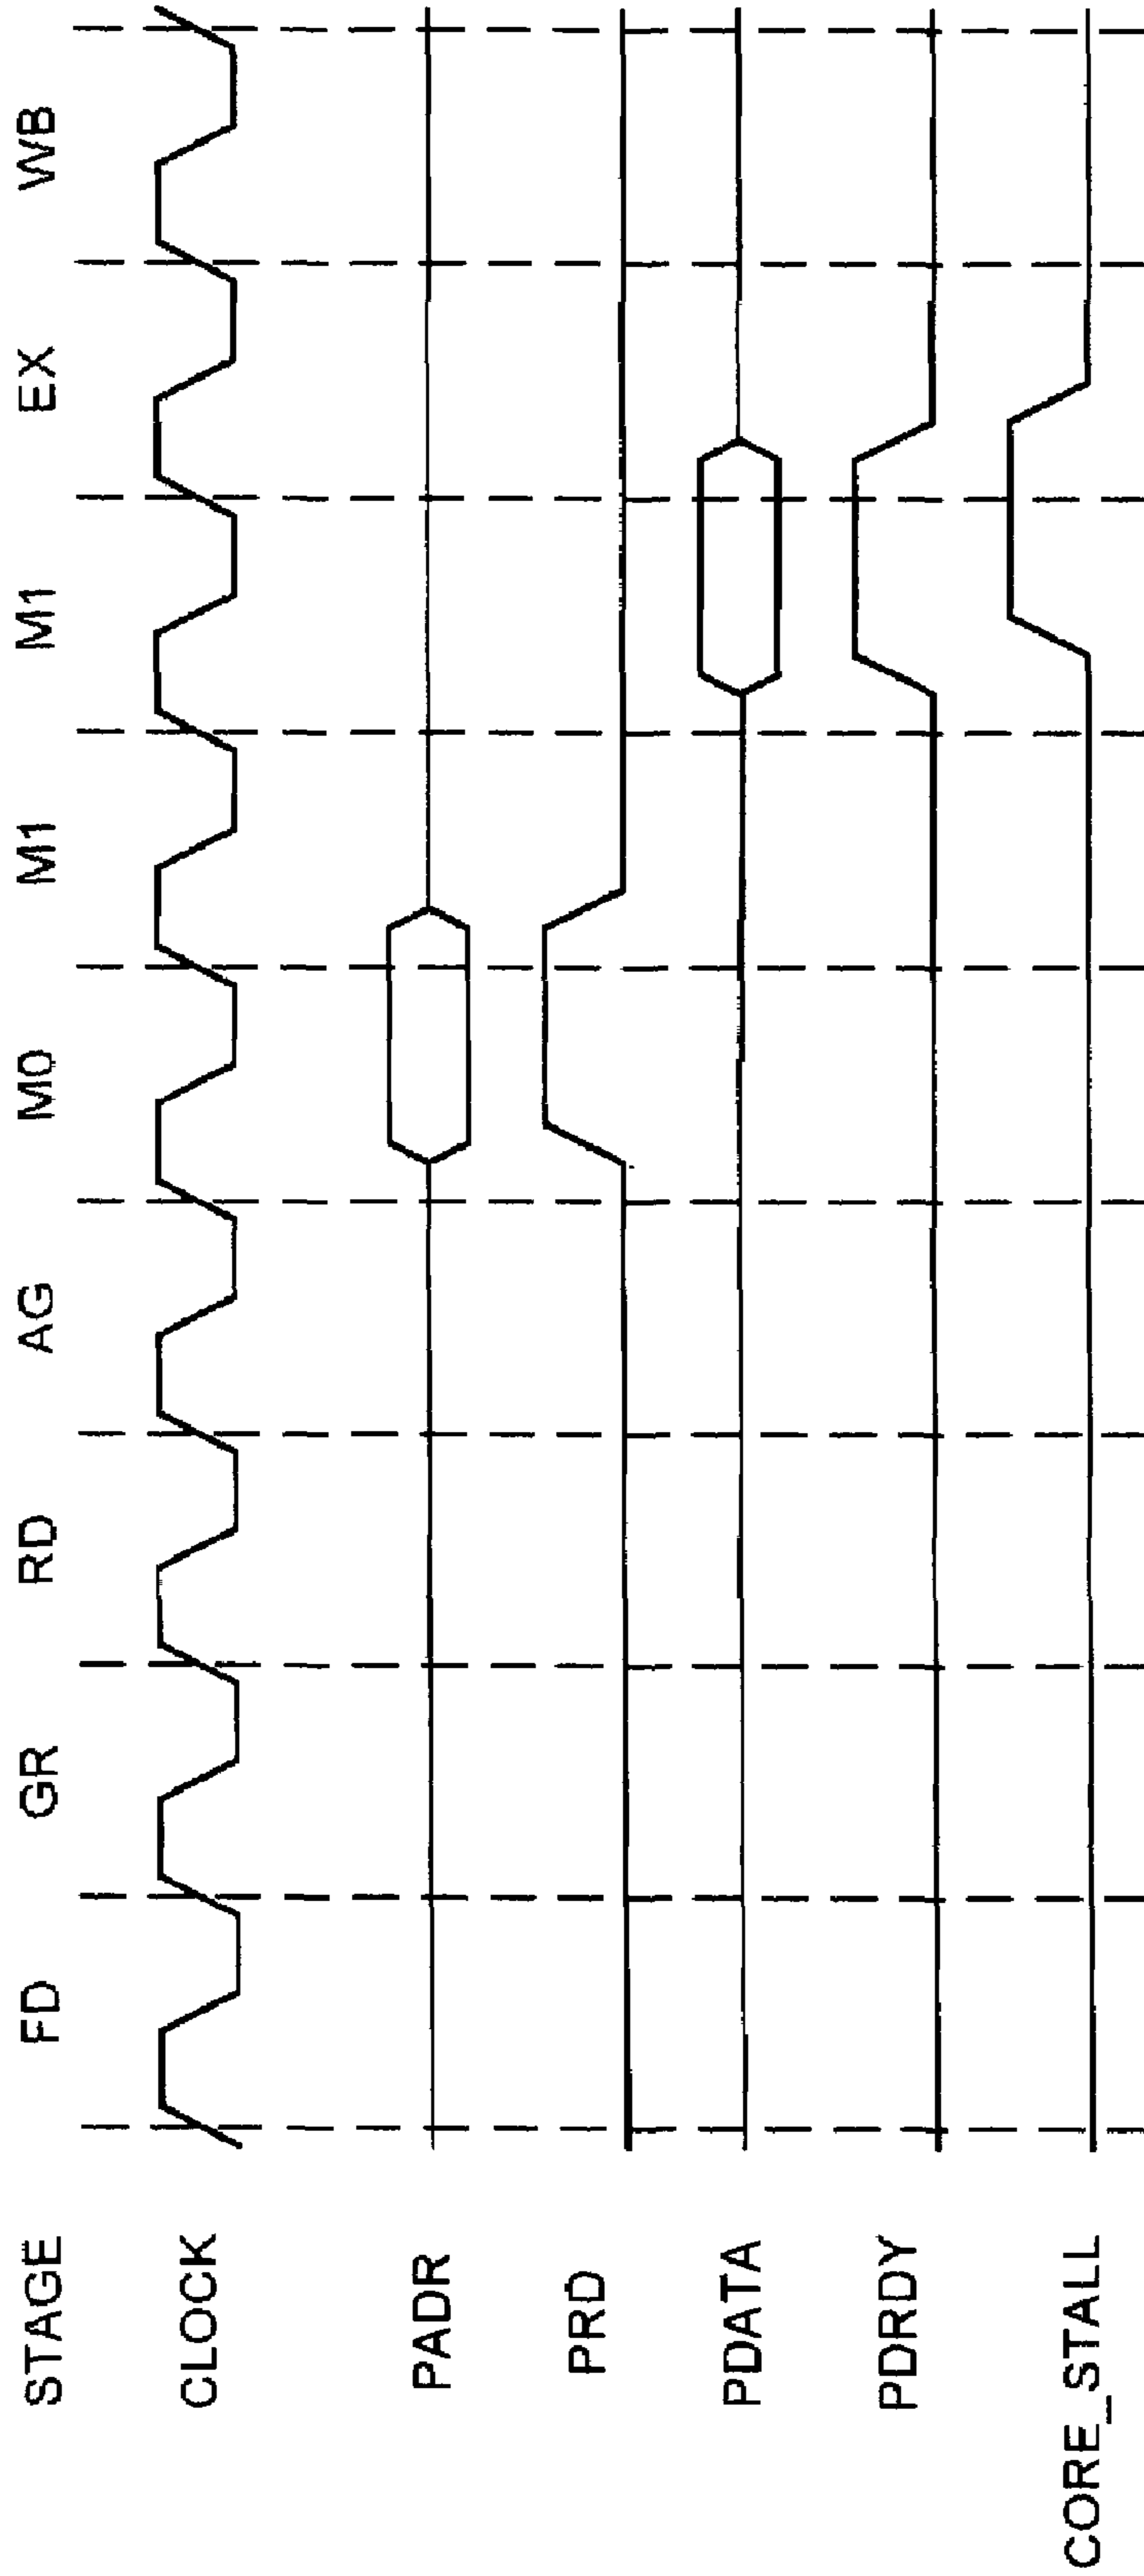 STAGE FD GR RD AG M0 M1 M1 EX WB
CLOCK
PADR
PRD
PDATA
PDRDY
CORE_STALL